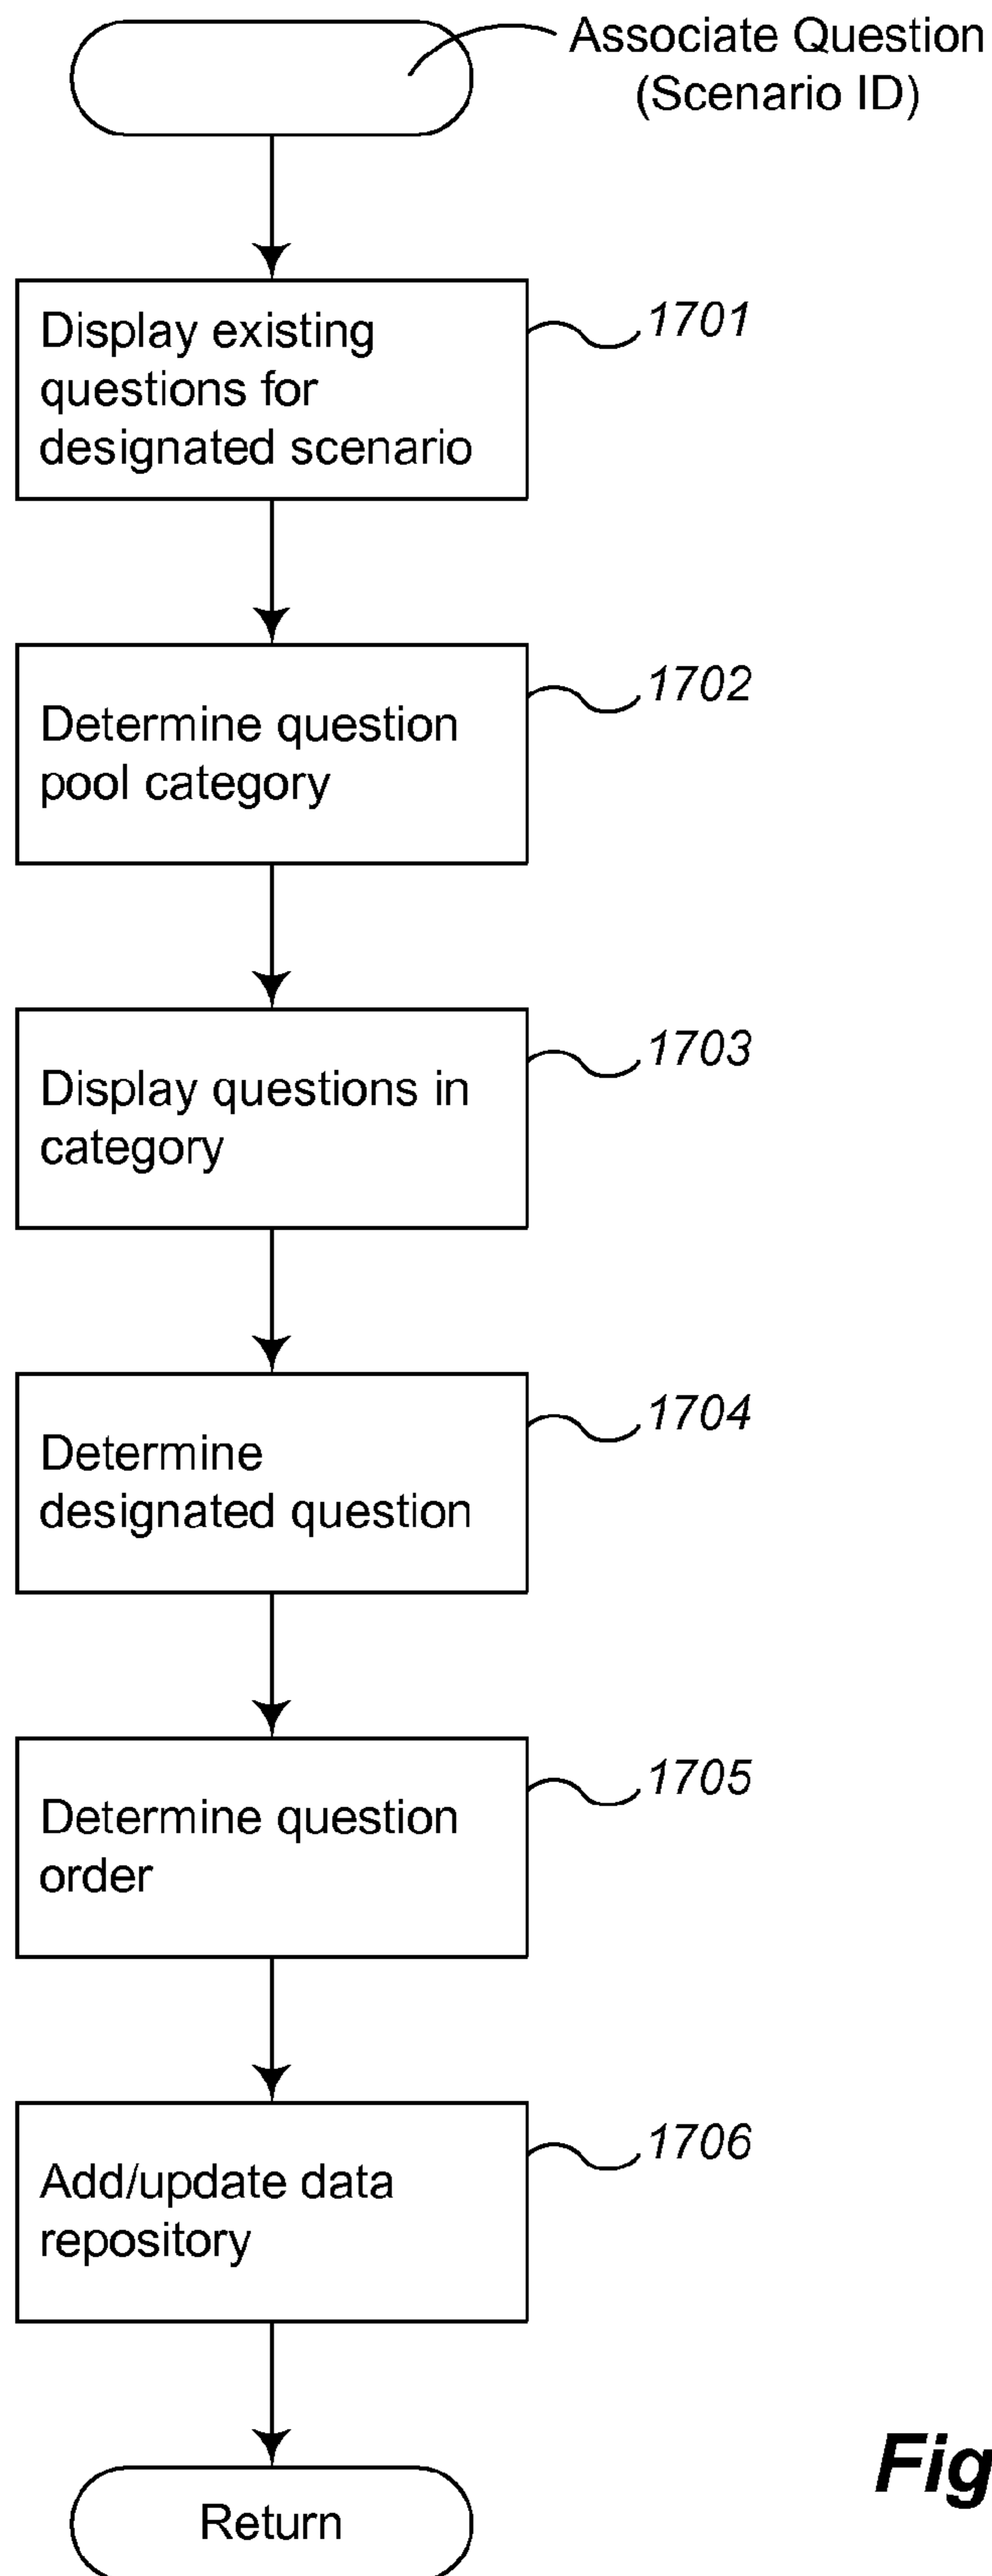 Associate Question
(Scenario ID)
Display existing
questions for
designated scenario
1701
Determine question
pool category
1702
Display questions in
category
1703
Determine
designated question
1704
Determine question
order
1705
Add/update data
repository
1706
Return
Fig